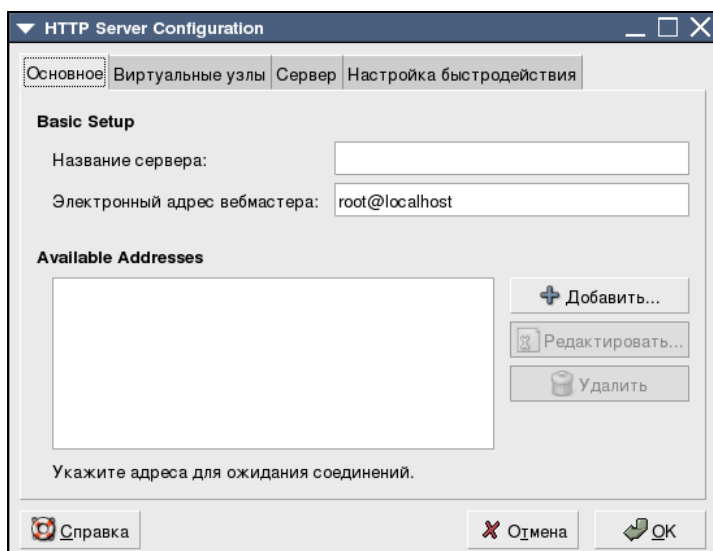 HTTP Server Configuration
Основное Виртуальные узлы Сервер Настройка быстродействия
Basic Setup
Название сервера:
Электронный адрес вебмастера: root@localhost
Available Addresses
Добавить...
Редактировать...
Удалить
Укажите адреса для ожидания соединений.
Справка Отмена OK